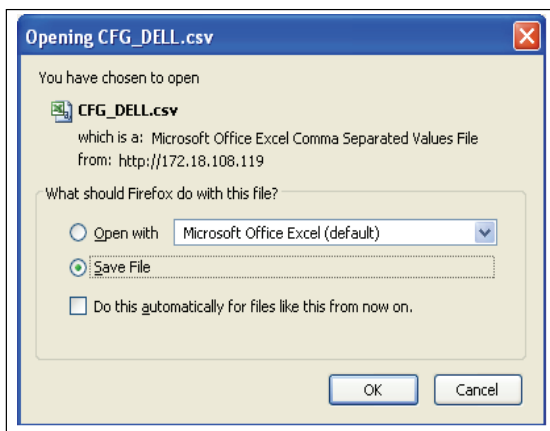 Opening CFG_DELL.csv
You have chosen to open
CFG_DELL.csv
which is a: Microsoft Office Excel Comma Separated Values File
from: http://172.18.108.119
What should Firefox do with this file?
Open with Microsoft Office Excel (default)
Save File
Do this automatically for files like this from now on.
OK Cancel